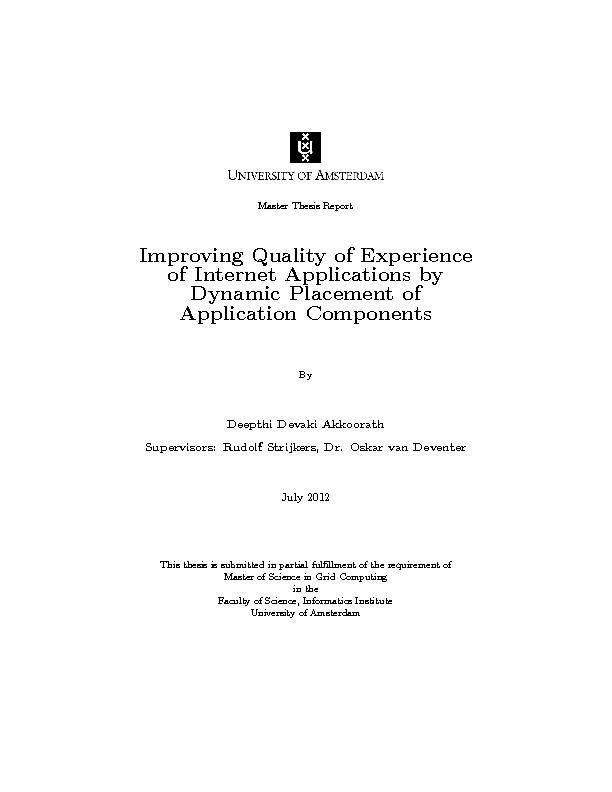 UNIVERSITY OF AMSTERDAM
Master Thesis Report
Improving Quality of Experience
of Internet Applications by
Dynamic Placement of
Application Components
By
Deepthi Devaki Akkoorath
Supervisors: Rudolf Strijkers, Dr. Oskar van Deventer
July 2012
This thesis is submitted in partial fulfillment of the requirement of
Master of Science in Grid Computing
in the
Faculty of Science, Informatics Institute
University of Amsterdam